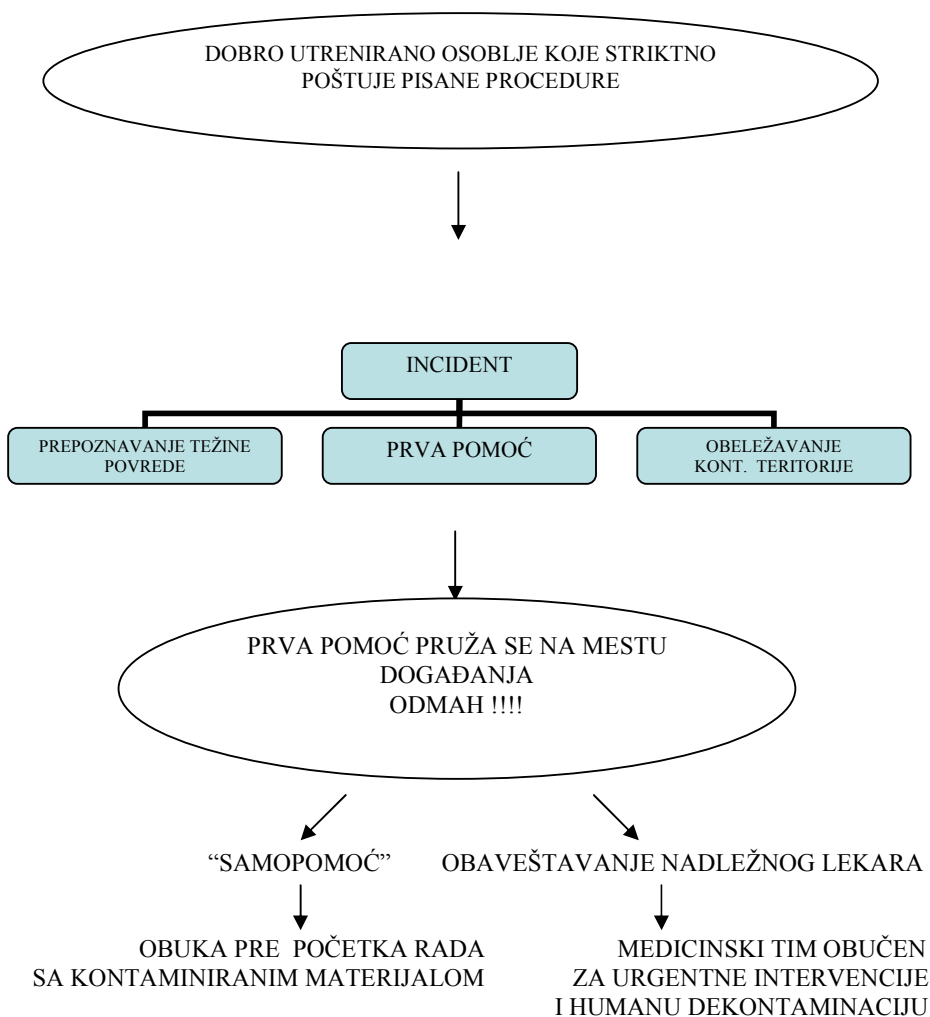 DOBRO UTRENIRANO OSOBLJE KOJE STRIKTNO
POŠTUJE PISANE PROCEDURE
INCIDENT
PREPOZNAVANJE TEŽINE
POVREDE
PRVA POMOĆ
OBELEŽAVANJE
KONT. TERITORIJE
PRVA POMOĆ PRUŽA SE NA MESTU
DOGAĐANJA
ODMAH !!!!
“SAMOPOMOĆ”
OBAVEŠTAVANJE NADLEŽNOG LEKARA
OBUKA PRE POČETKA RADA
SA KONTAMINIRANIM MATERIJALOM
MEDICINSKI TIM OBUČEN
ZA URGENTNE INTERVENCIJE
I HUMANU DEKONTAMINACIJU